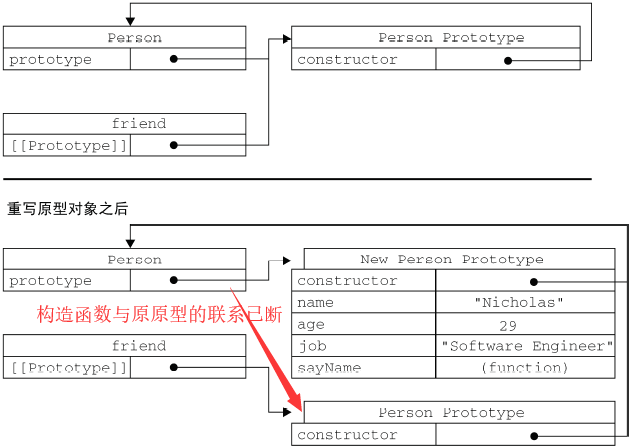 Person
Person Prototype
prototype
constructor
friend
[[Prototype]]
重写原型对象之后
Person
New Person Prototype
prototype
constructor
name "Nicholas"
构造函数与原原型的联系已断
age 29
friend
job "Software Engineer"
[[Prototype]]
sayName (function)
Person Prototype
constructor